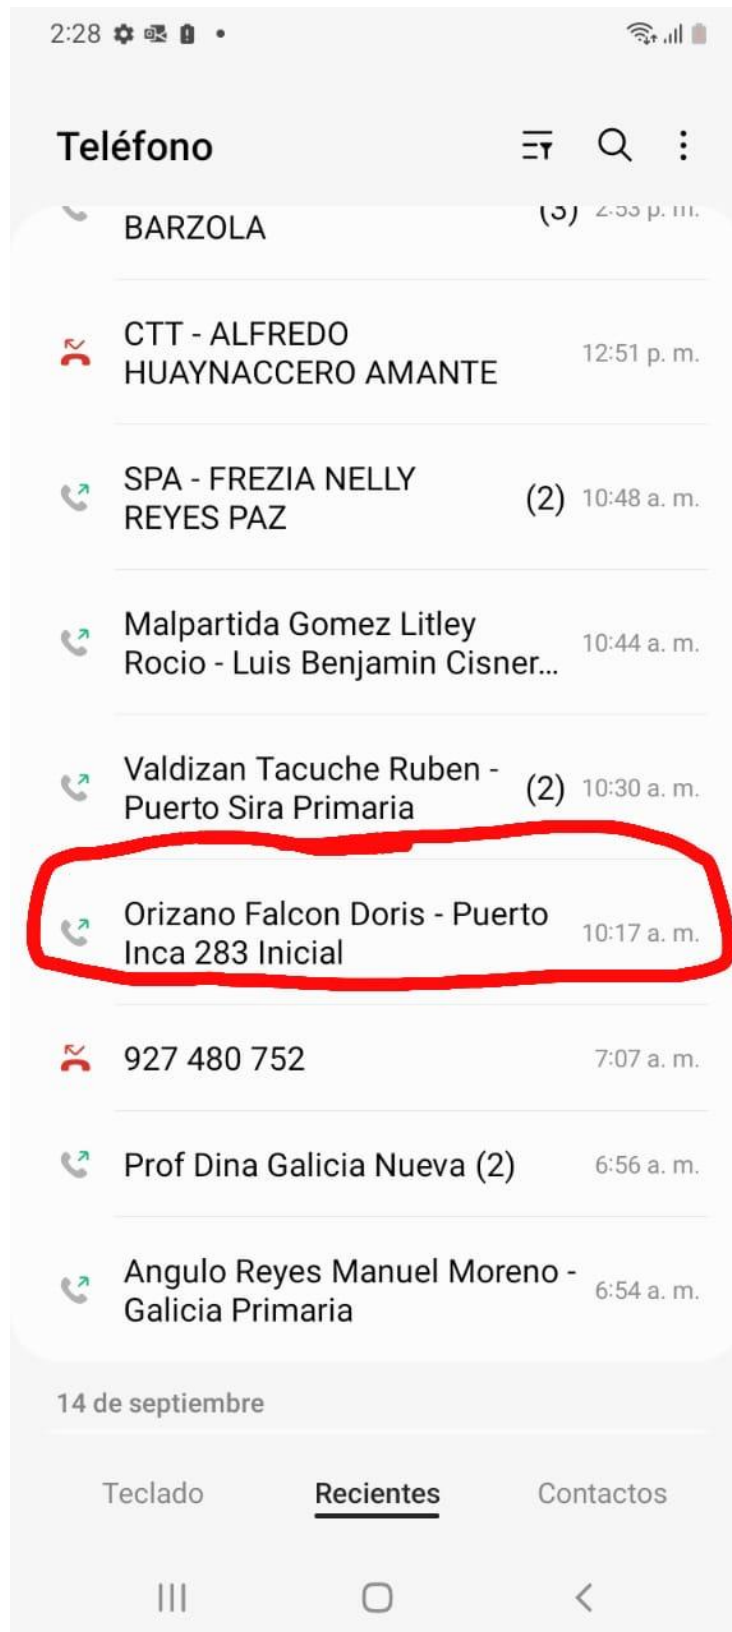 2:28
Teléfono
BARZOLA
(3) 2:53 p. m.
CTT - ALFREDO
HUAYNACCERO AMANTE
12:51 p. m.
SPA - FREZIA NELLY
REYES PAZ
(2) 10:48 a. m.
Malpartida Gomez Litley
Rocio - Luis Benjamin Cisner...
10:44 a. m.
Valdizan Tacuche Ruben -
Puerto Sira Primaria
(2) 10:30 a. m.
Orizano Falcon Doris - Puerto
Inca 283 Inicial
10:17 a. m.
927 480 752
7:07 a. m.
Prof Dina Galicia Nueva (2)
6:56 a. m.
Angulo Reyes Manuel Moreno -
Galicia Primaria
6:54 a. m.
14 de septiembre
Teclado Recientes Contactos